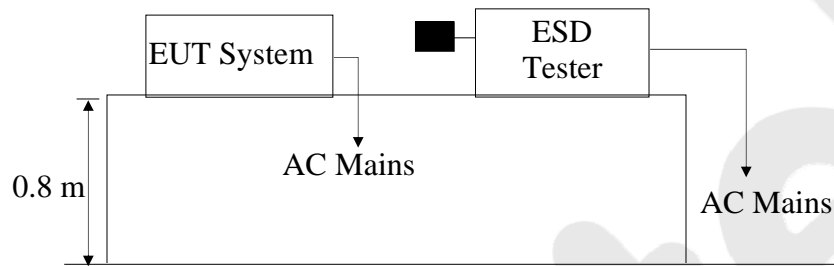 EUT System
ESD
Tester
AC Mains
0.8 m
AC Mains